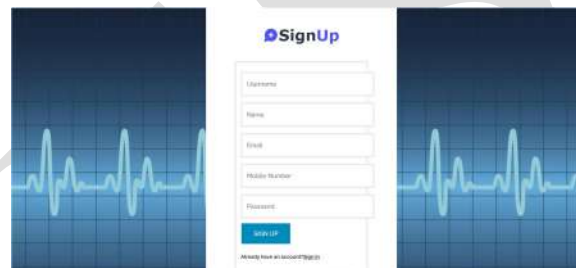 SignUp
Username
Name
Email
Mobile Number
Password
SIGN UP
Already have an account?Sign in